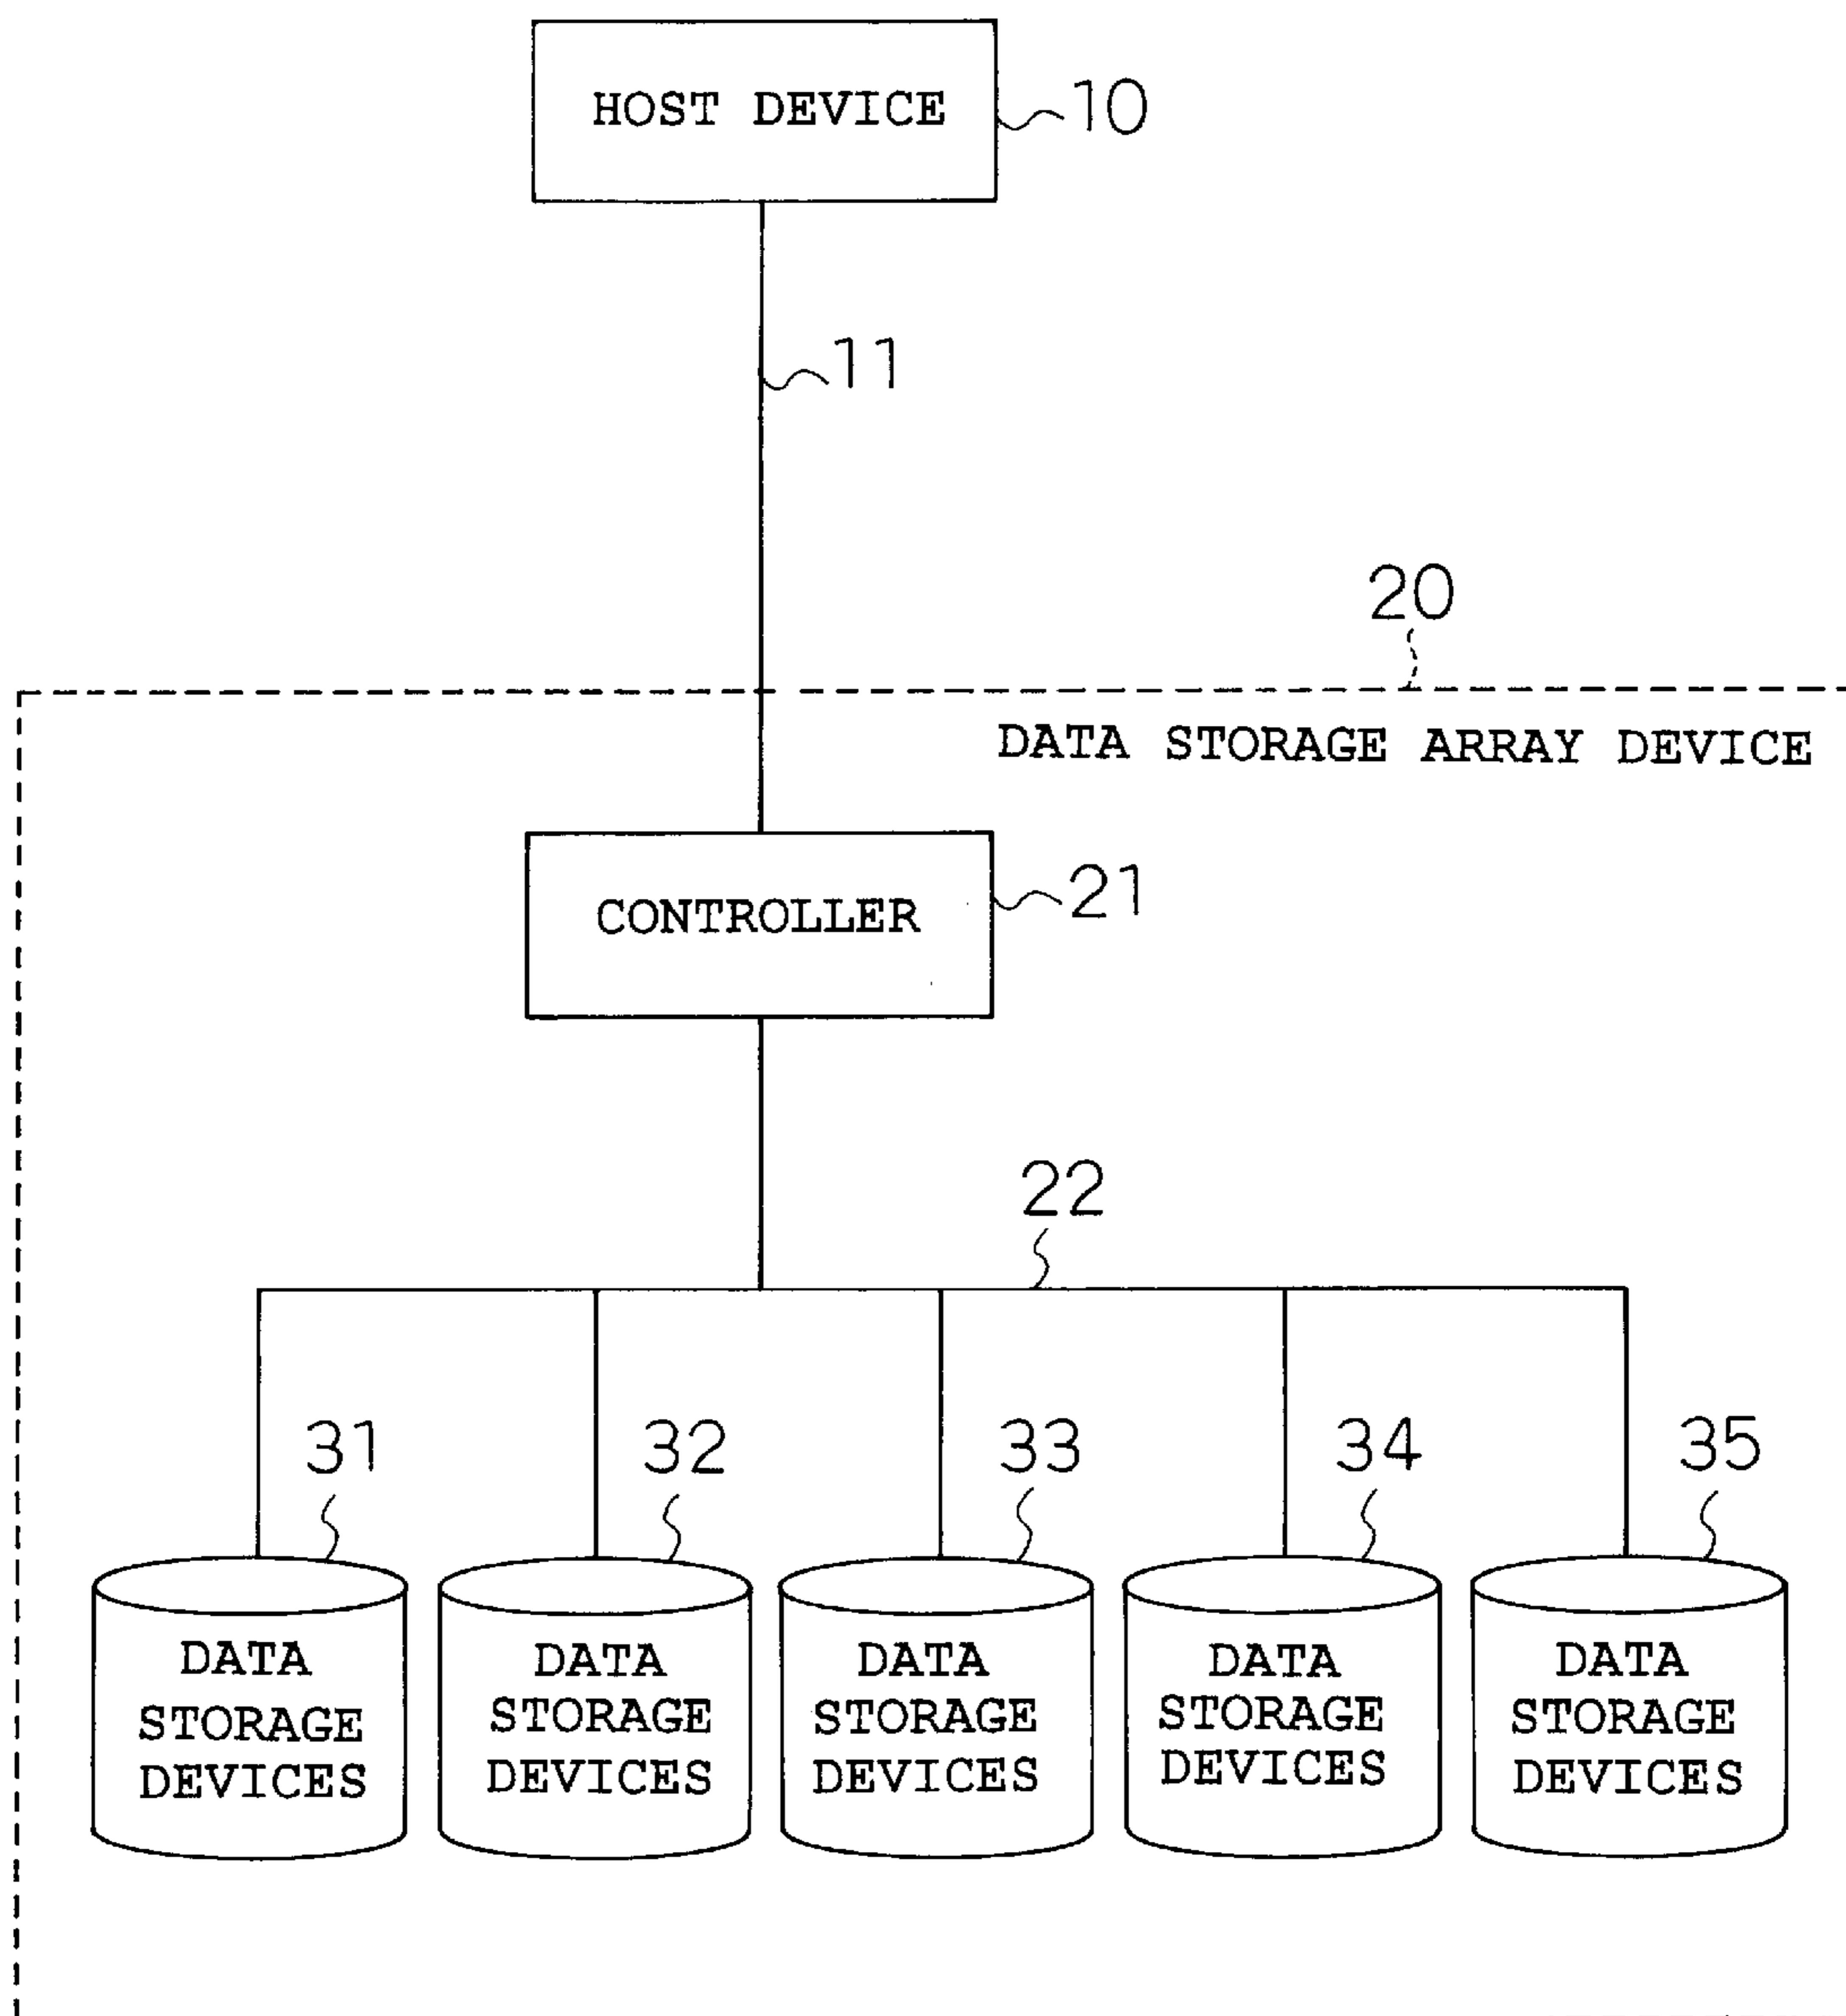 HOST DEVICE
10
11
20
DATA STORAGE ARRAY DEVICE
CONTROLLER
21
22
31
32
33
34
35
DATA
STORAGE
DEVICES
DATA
STORAGE
DEVICES
DATA
STORAGE
DEVICES
DATA
STORAGE
DEVICES
DATA
STORAGE
DEVICES